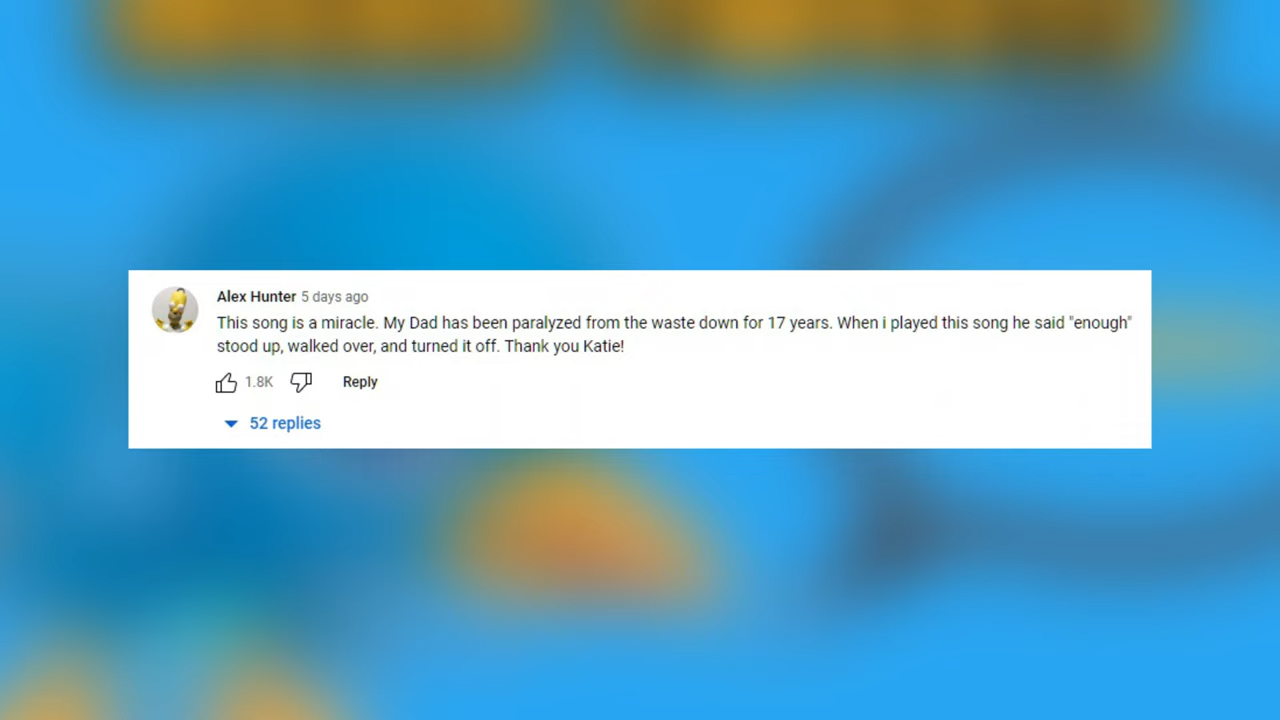 Alex Hunter 5 days ago
This song is a miracle. My Dad has been paralyzed from the waste down for 17 years. When i played this song he said "enough"
stood up, walked over, and turned it off. Thank you Katie!
1.8K Reply
52 replies